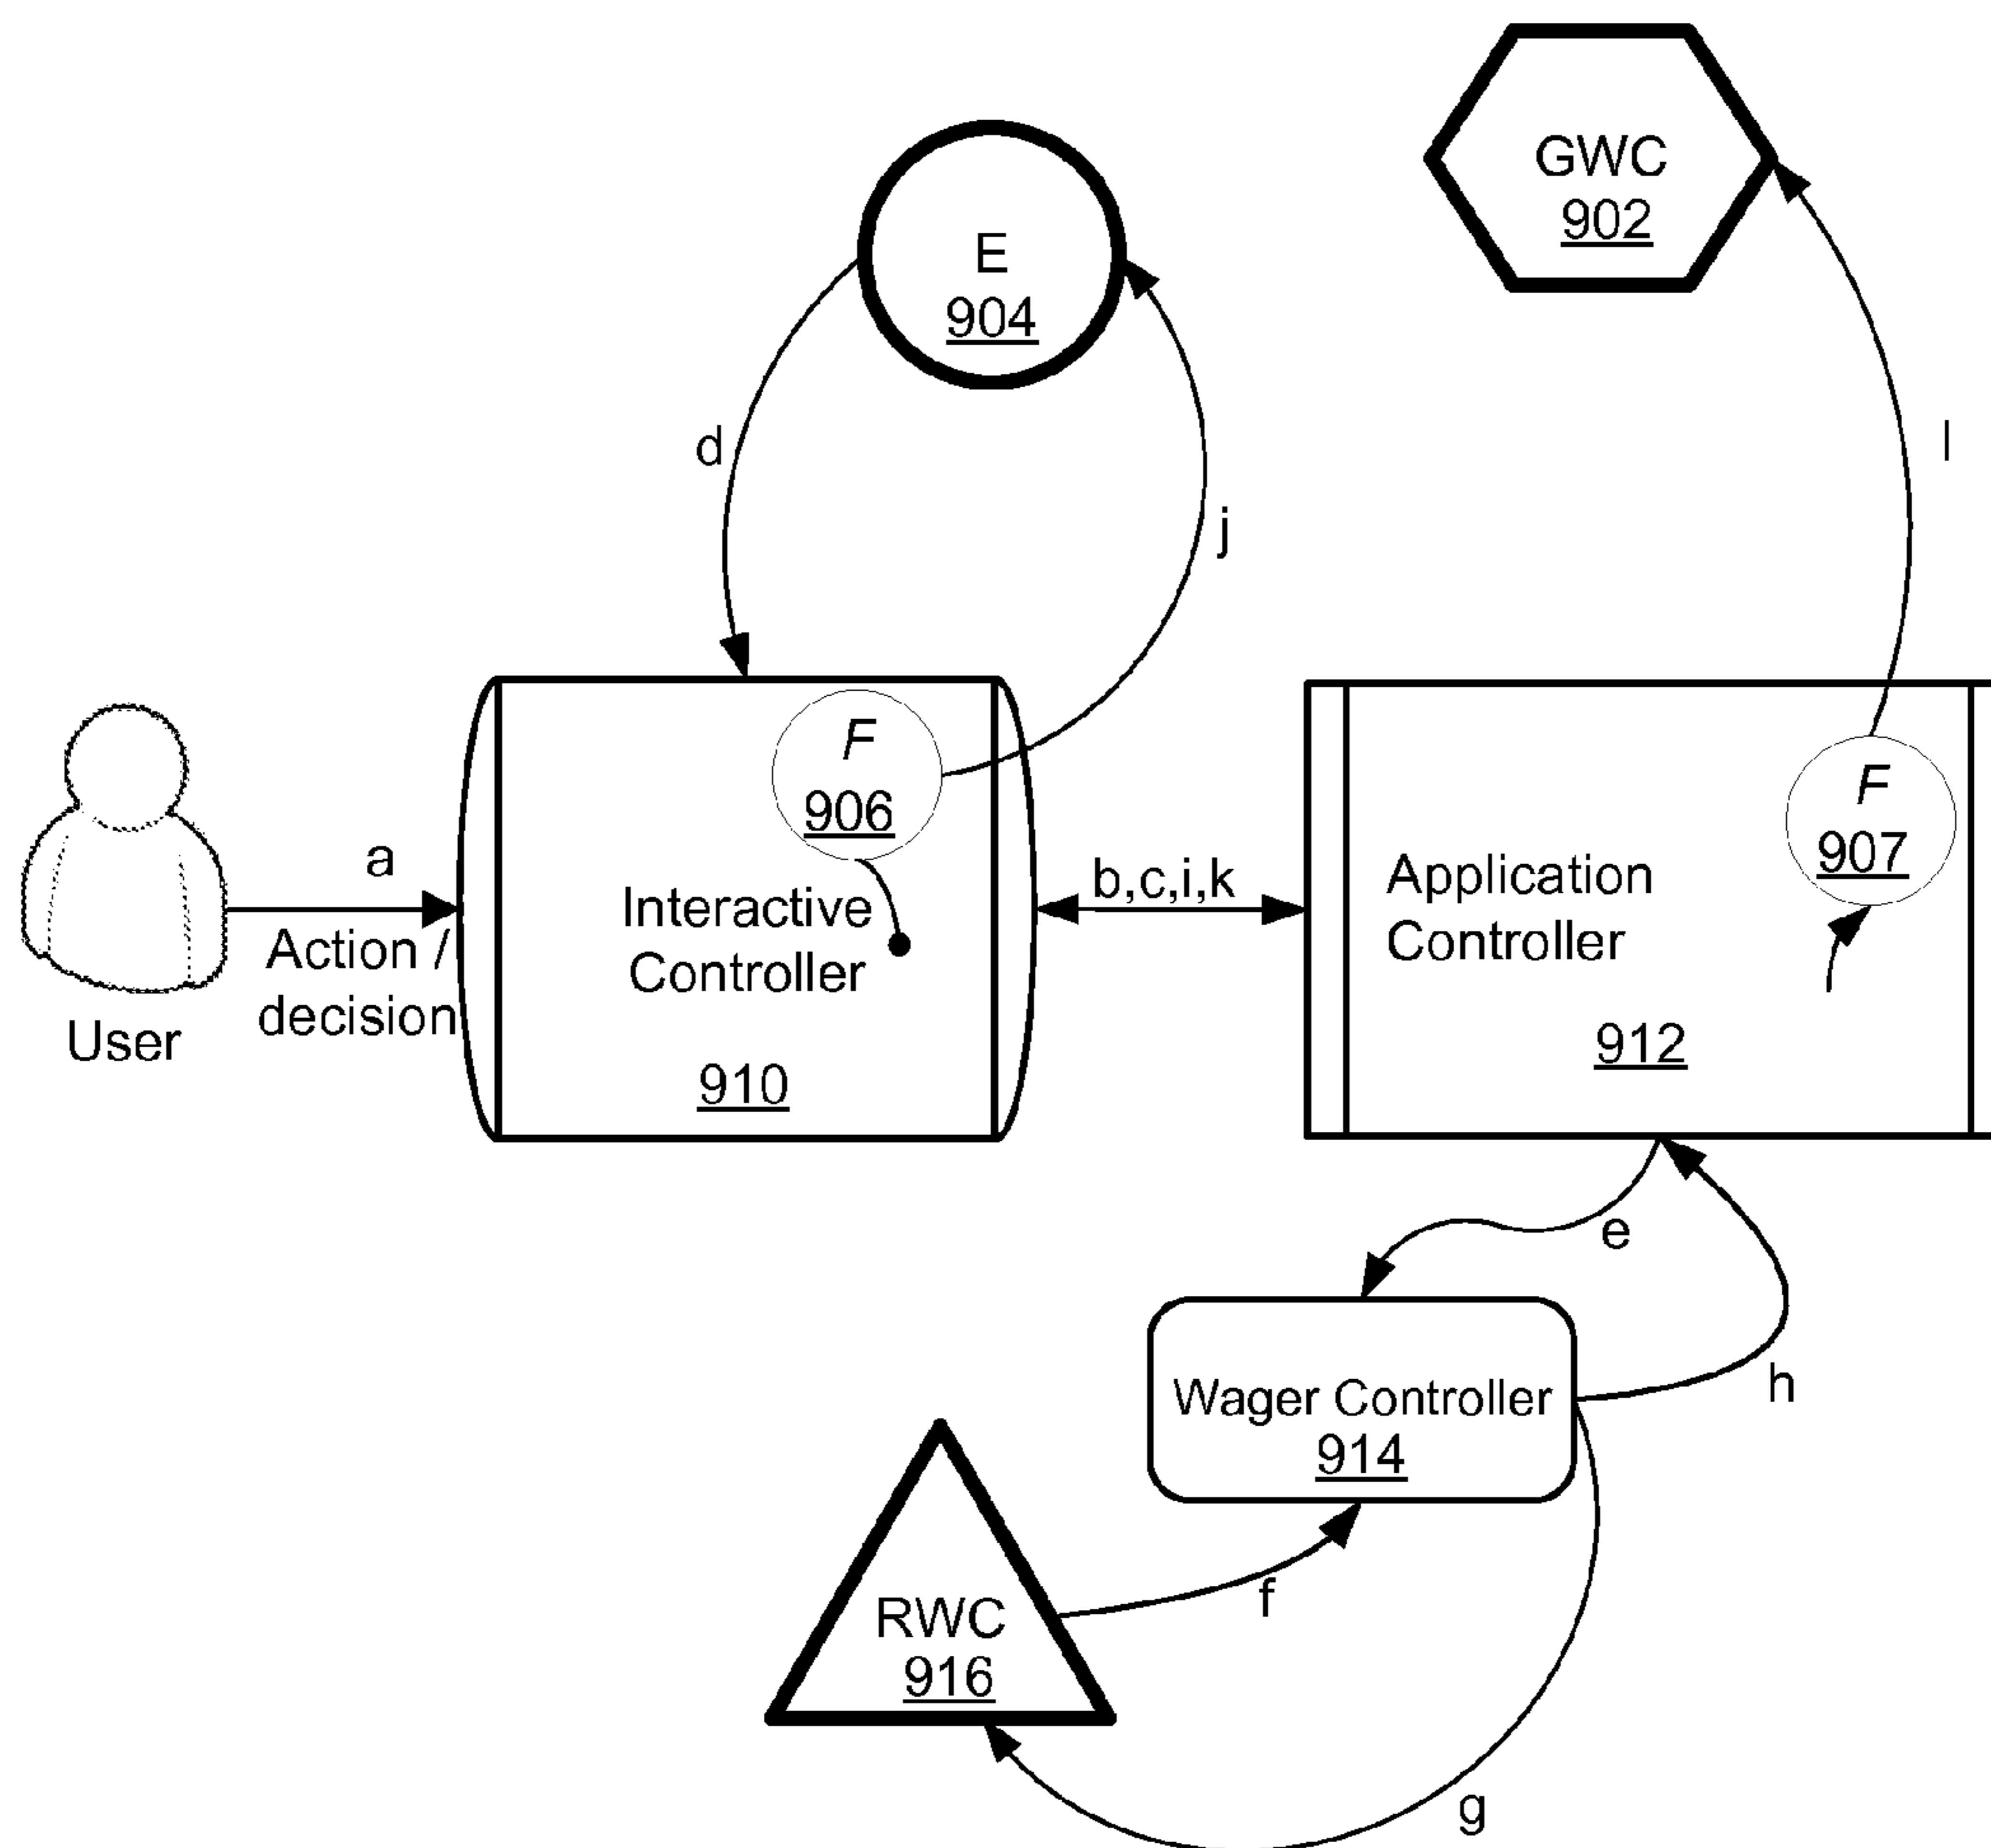 GWC
902
E
904
d
l
j
F
906
F
907
a
Action /
decision
User
Interactive
Controller
910
b,c,i,k
Application
Controller
912
e
h
Wager Controller
914
f
RWC
916
g